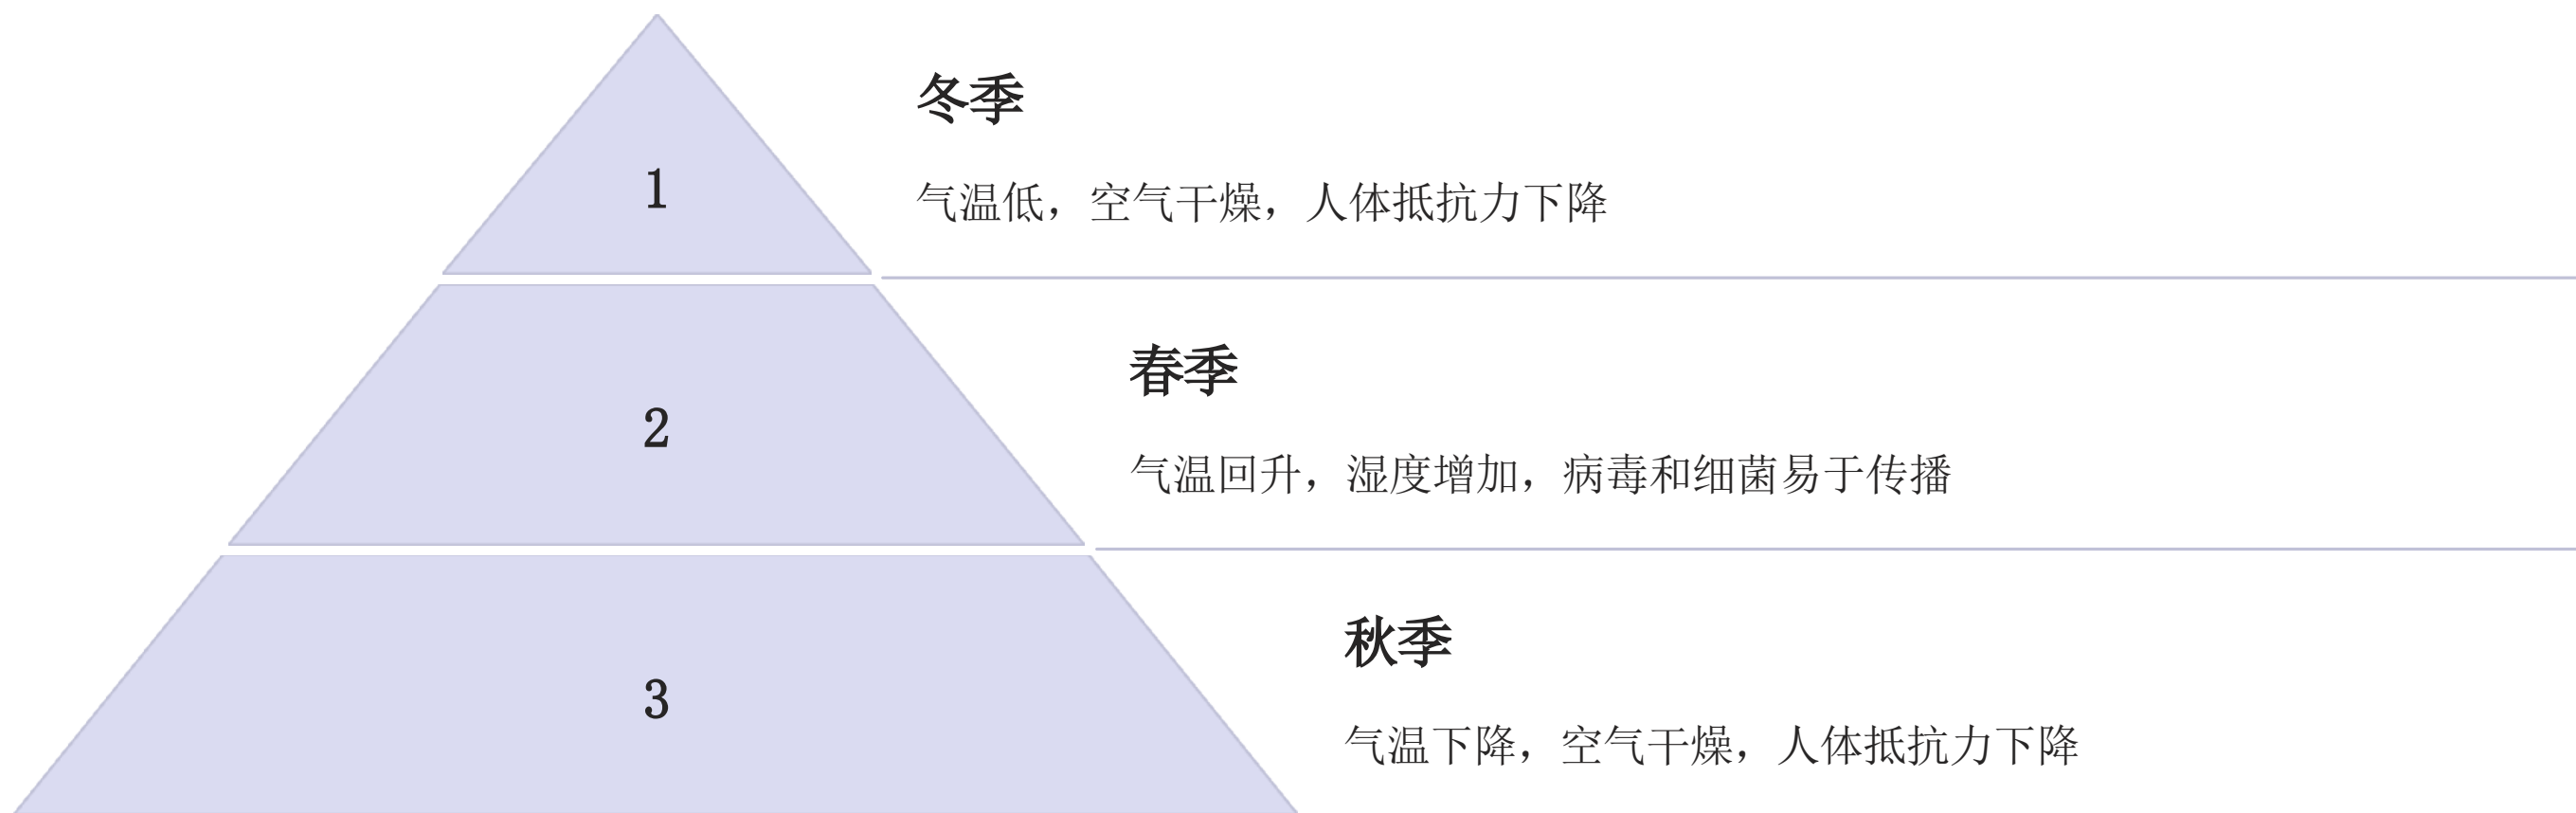 冬季
1
气温低，空气干燥，人体抵抗力下降
春季
2
气温回升，湿度增加，病毒和细菌易于传播
秋季
3
气温下降，空气干燥，人体抵抗力下降